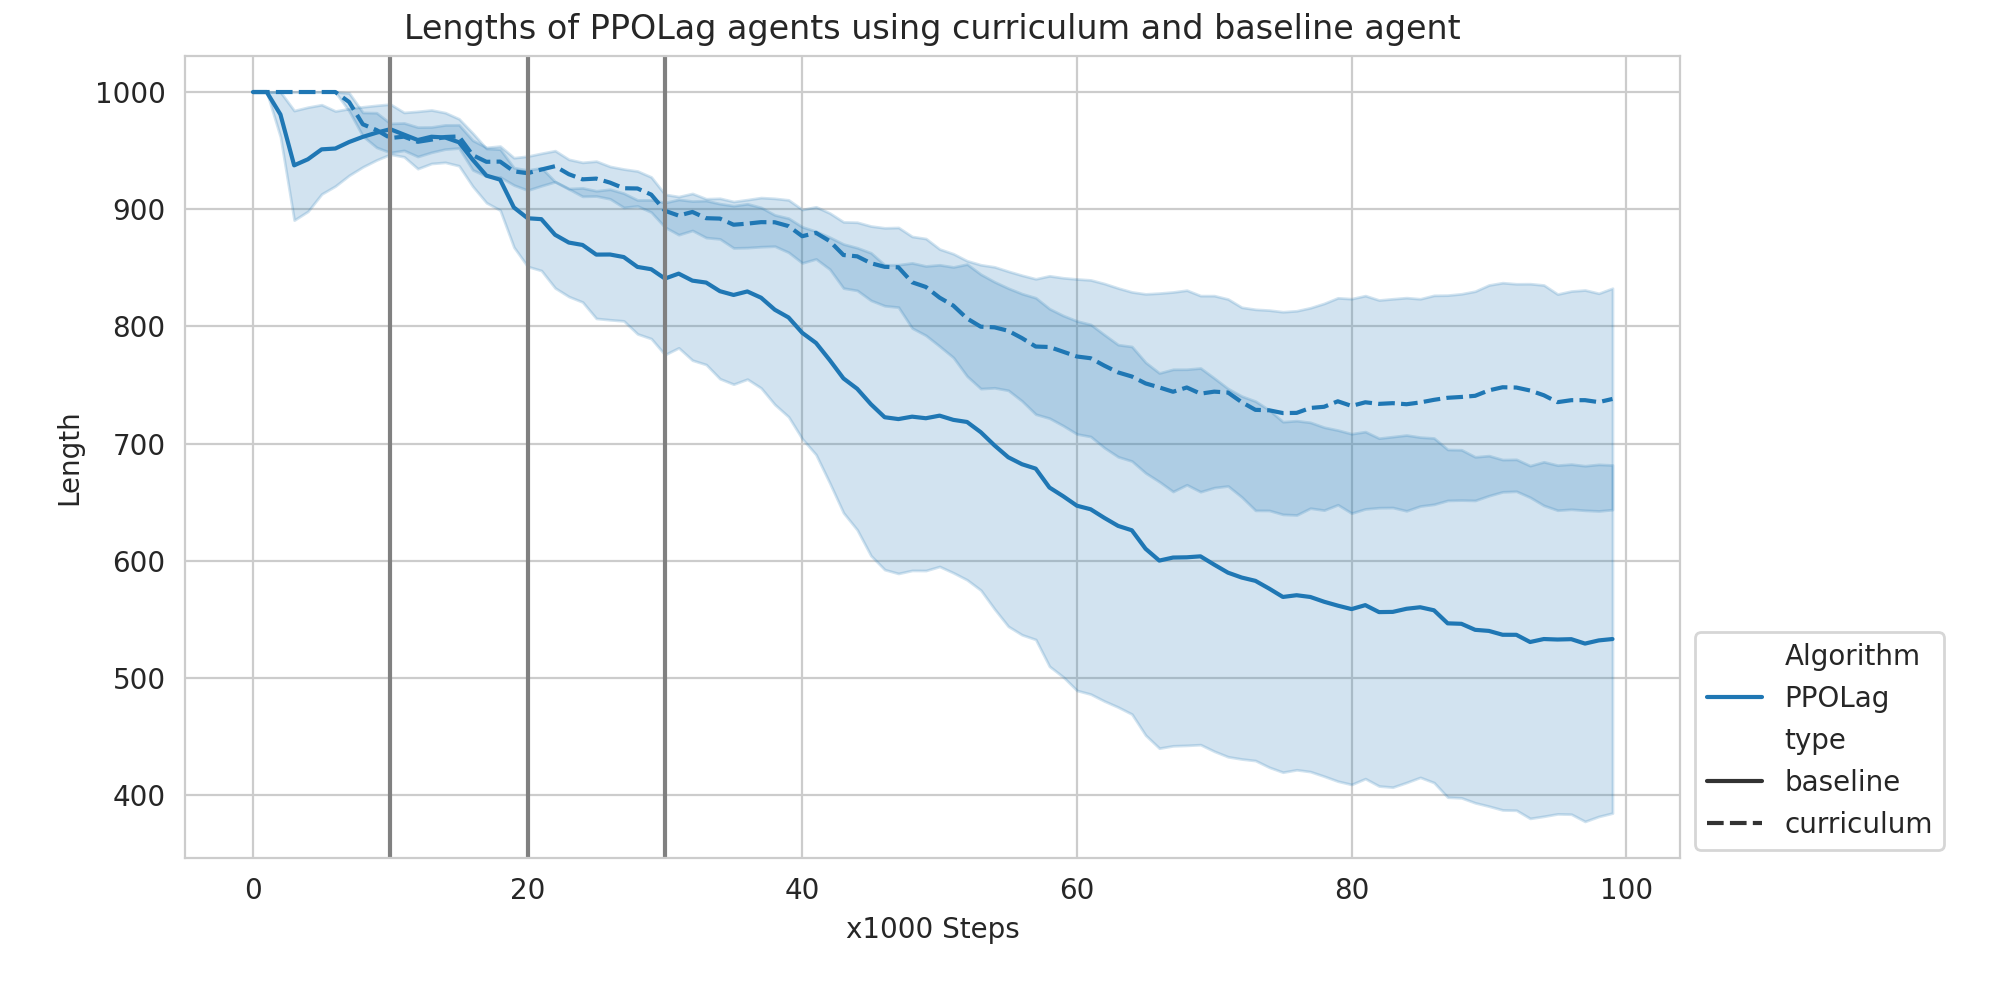 Lengths of PPOLag agents using curriculum and baseline agent
1000
900
800
700
600
500
400
Length
0 20 40 60 80 100
x1000 Steps
Algorithm
PPOLag
type
baseline
curriculum